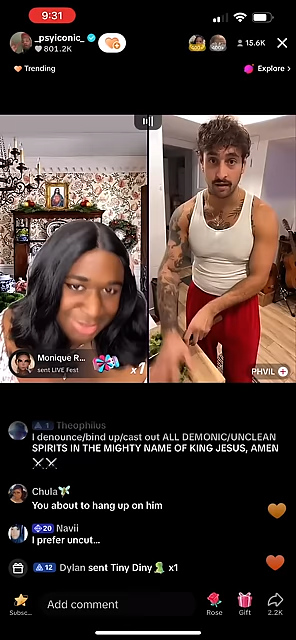 9:31
_psyiconic_
801.2K
15.6K
Trending
Explore >
Monique R...
sent LIVE Fest
x1
PHVIL
1 Theophilus
I denounce/bind up/cast out ALL DEMONIC/UNCLEAN
SPIRITS IN THE MIGHTY NAME OF KING JESUS, AMEN
Chula
You about to hang up on him
20 Navii
I prefer uncut...
12 Dylan sent Tiny Diny x1
Subsc...
Add comment
Rose
Gift
2.2K